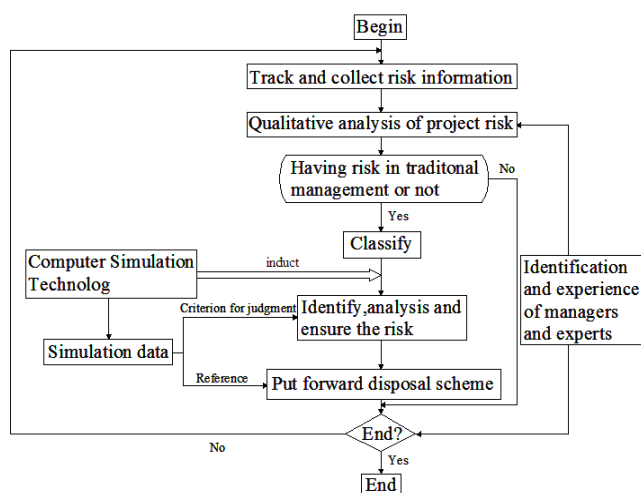 Begin
Track and collect risk information
Qualitative analysis of project risk
Having risk in traditonal
management or not
No
Yes
Classify
Computer Simulation
Technolog
induct
Identification
and experience
of managers
and experts
Criterion for judgment
Identify,analysis and
ensure the risk
Simulation data
Reference
Put forward disposal scheme
End?
No
Yes
End